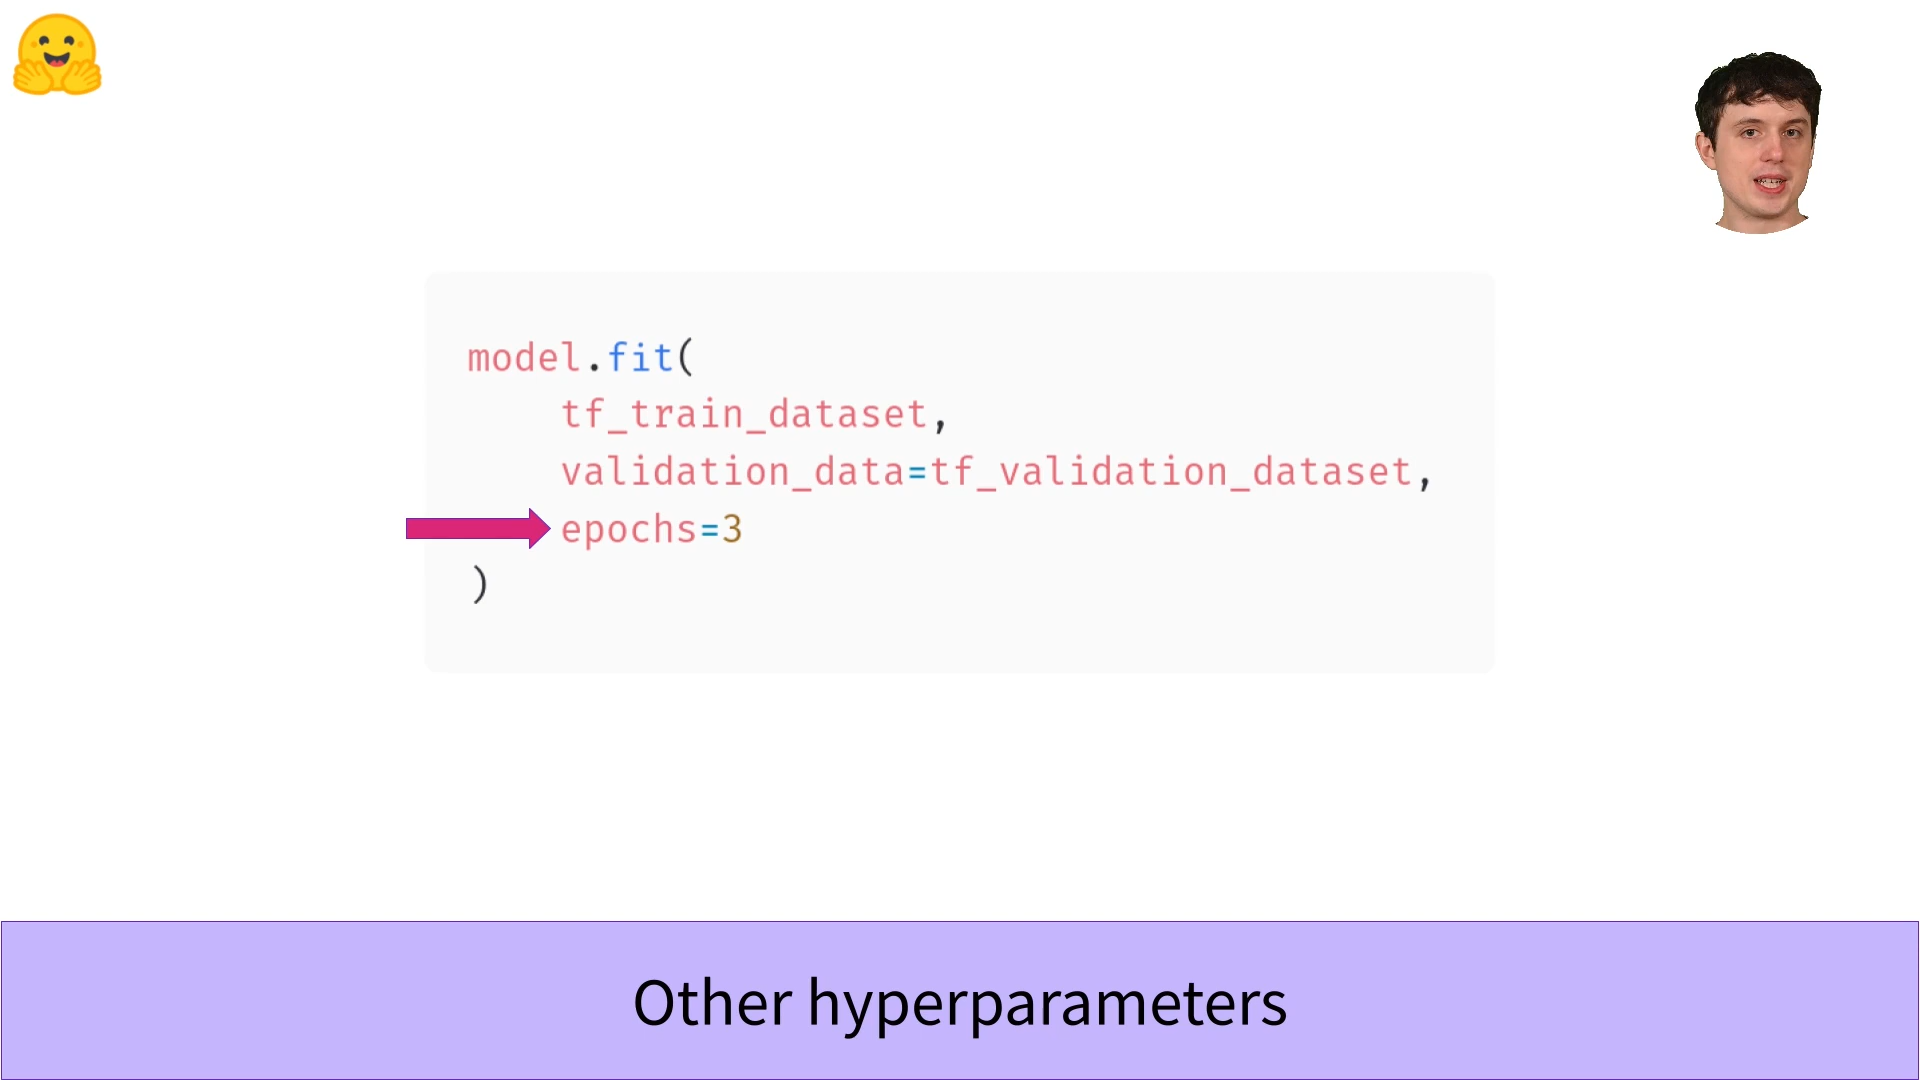 model.fit(
tf_train_dataset,
validation_data=tf_validation_dataset,
epochs=3
)
Other hyperparameters